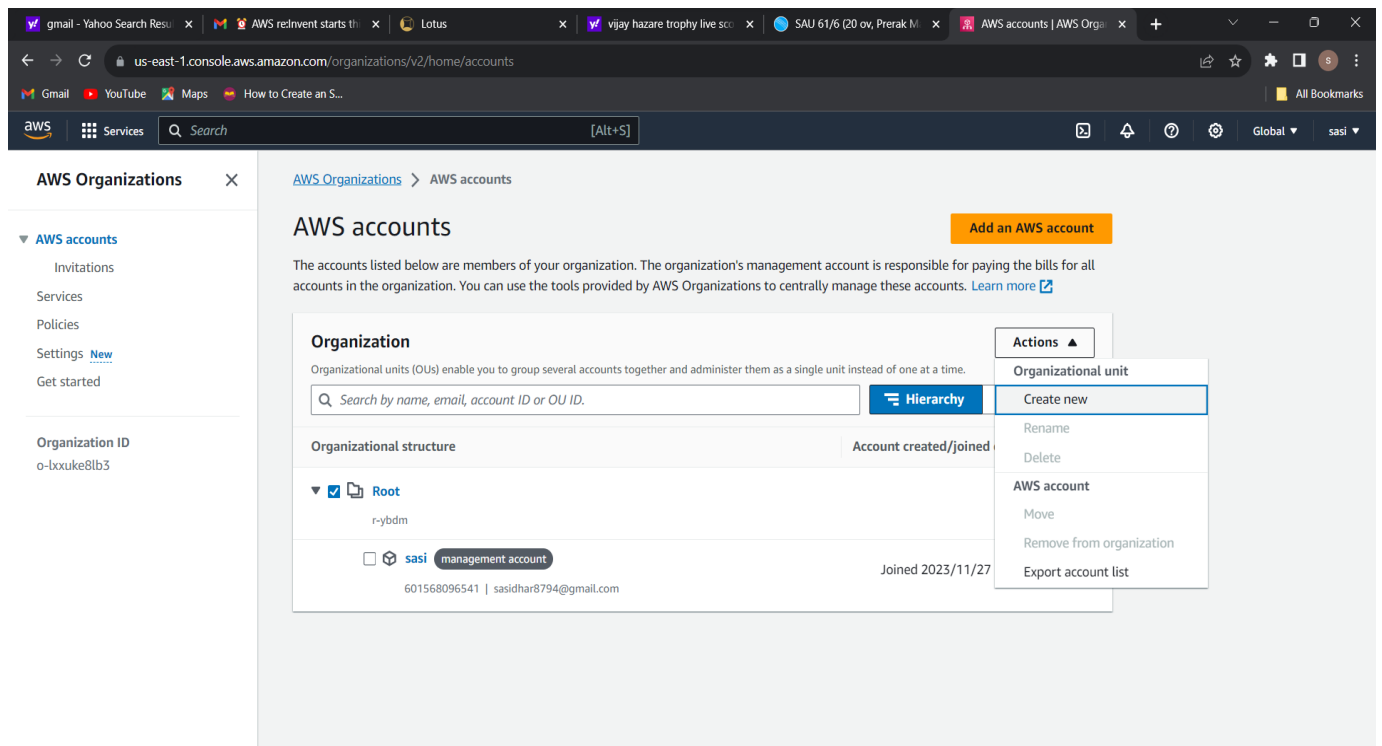 gmail - Yahoo Search Resu
AWS re:Invent starts thi
Lotus
vijay hazare trophy live sco
SAU 61/6 (20 ov, Prerak M
AWS accounts | AWS Orga
us-east-1.console.aws.amazon.com/organizations/v2/home/accounts
S
Gmail
YouTube
Maps
How to Create an S...
All Bookmarks
aws
Services
Search
[Alt+S]
Global
sasi
AWS Organizations
AWS accounts
Invitations
Services
Policies
Settings New
Get started
Organization ID
o-lxxuke8lb3
AWS Organizations > AWS accounts
AWS accounts
Add an AWS account
The accounts listed below are members of your organization. The organization's management account is responsible for paying the bills for all
accounts in the organization. You can use the tools provided by AWS Organizations to centrally manage these accounts. Learn more
Organization
Actions
Organizational units (OUs) enable you to group several accounts together and administer them as a single unit instead of one at a time.
Search by name, email, account ID or OU ID.
Hierarchy
Organizational structure
Account created/joined
Root
r-ybdm
sasi management account
601568096541 | sasidhar8794@gmail.com
Joined 2023/11/27
Organizational unit
Create new
Rename
Delete
AWS account
Move
Remove from organization
Export account list